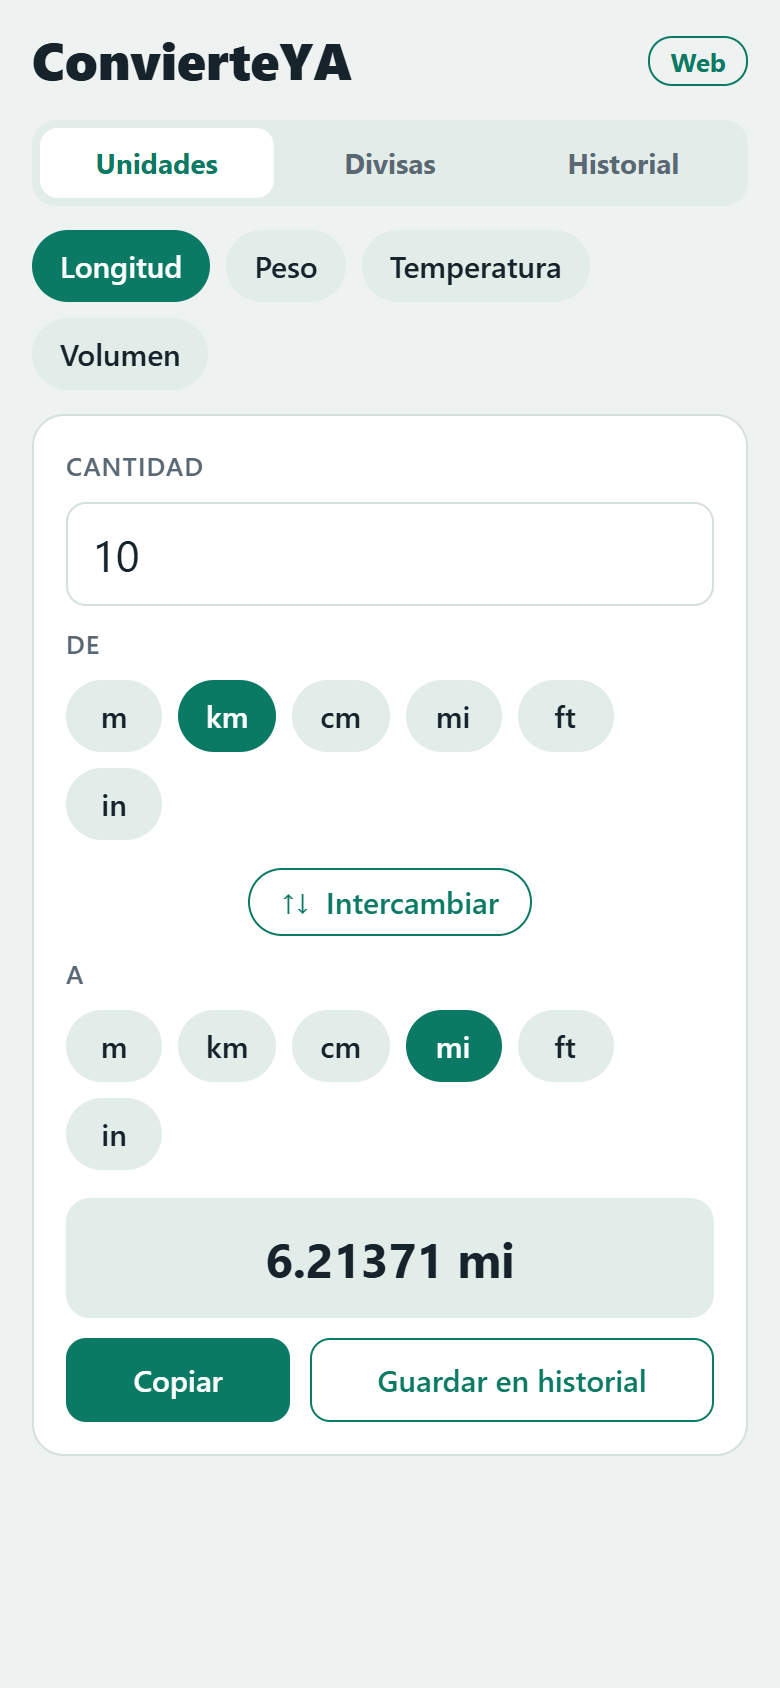 ConvierteYA Web
Unidades Divisas Historial
Longitud Peso Temperatura
Volumen
CANTIDAD
10
DE
m km cm mi ft
in
↑↓ Intercambiar
A
m km cm mi ft
in
6.21371 mi
Copiar Guardar en historial